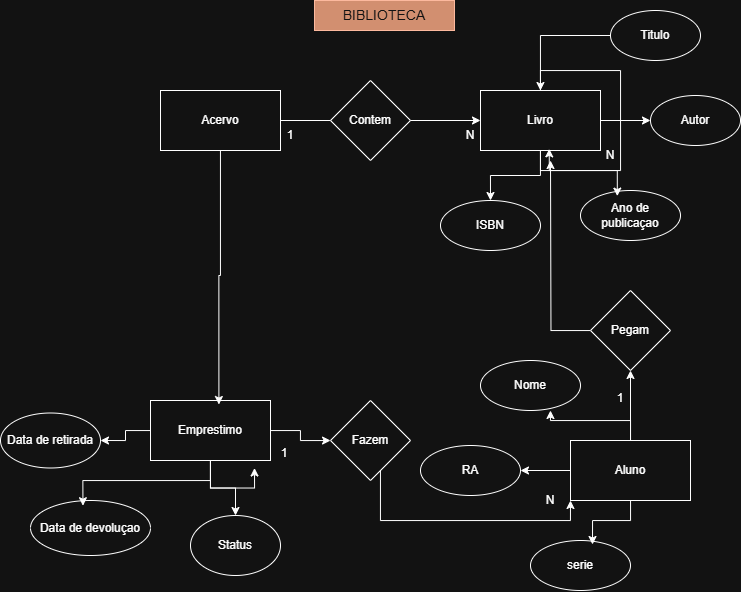 BIBLIOTECA
Titulo
Acervo
Contem
Livro
Autor
1
N
N
ISBN
Ano de
publicaçao
Pegam
Nome
1
Emprestimo
Data de retirada
1
Fazem
RA
Aluno
N
Data de devoluçao
Status
serie